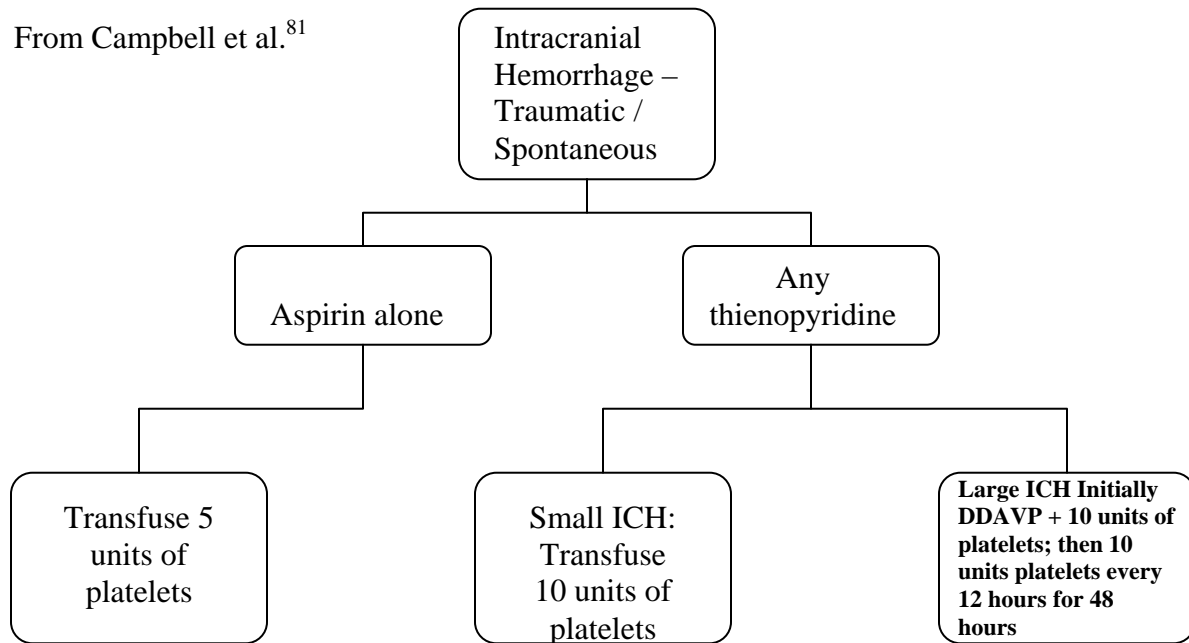 From Campbell et al.81
Intracranial
Hemorrhage –
Traumatic /
Spontaneous
Aspirin alone
Any
thienopyridine
Transfuse 5
units of
platelets
Small ICH:
Transfuse
10 units of
platelets
Large ICH Initially
DDAVP + 10 units of
platelets; then 10
units platelets every
12 hours for 48
hours